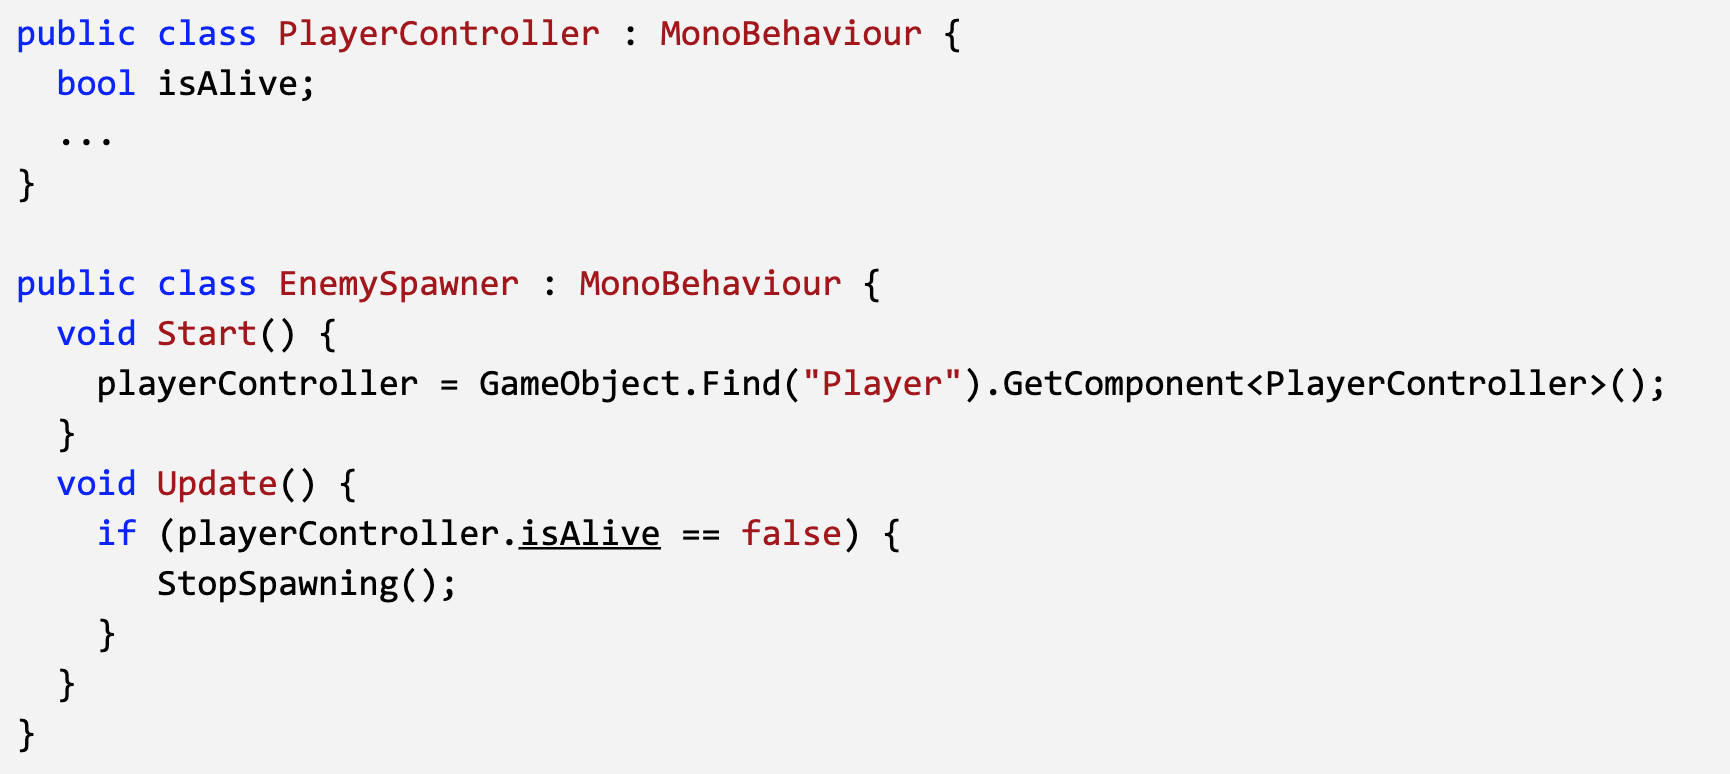 public class PlayerController : MonoBehaviour {
  bool isAlive;
  ...
}

public class EnemySpawner : MonoBehaviour {
  void Start() {
    playerController = GameObject.Find("Player").GetComponent<PlayerController>();
  }
  void Update() {
    if (playerController.isAlive == false) {
       StopSpawning();
    }
  }
}